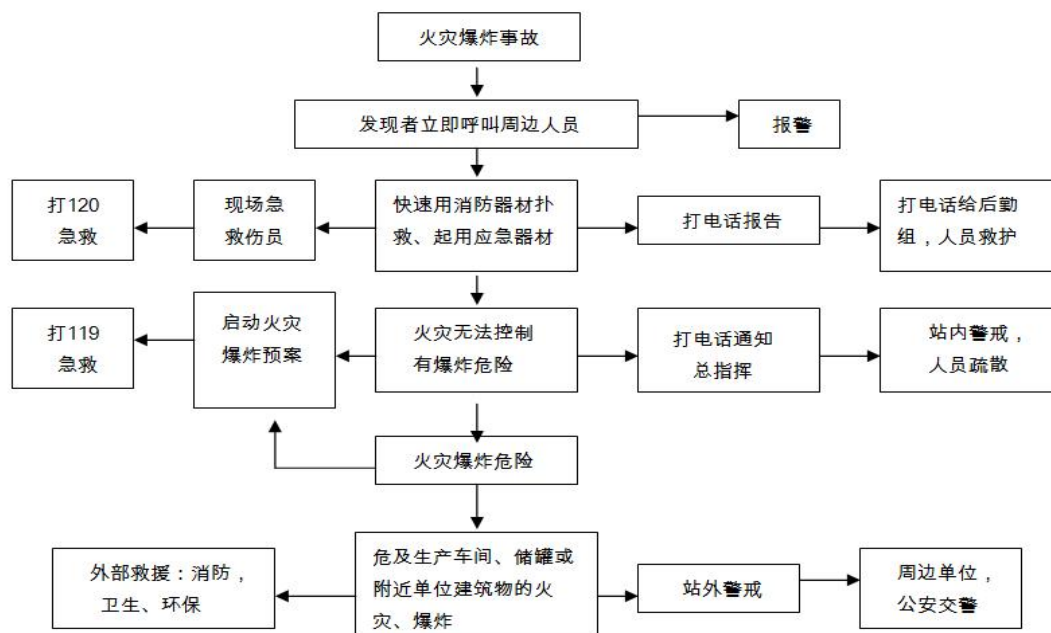 火灾爆炸事故
发现者立即呼叫周边人员
报警
打120
急救
现场急
救伤员
快速用消防器材扑
救、起用应急器材
打电话报告
打电话给后勤
组，人员救护
打119
急救
启动火灾
爆炸预案
火灾无法控制
有爆炸危险
打电话通知
总指挥
站内警戒，
人员疏散
火灾爆炸危险
外部救援：消防，
卫生、环保
危及生产车间、储罐或
附近单位建筑物的火
灾、爆炸
站外警戒
周边单位，
公安交警